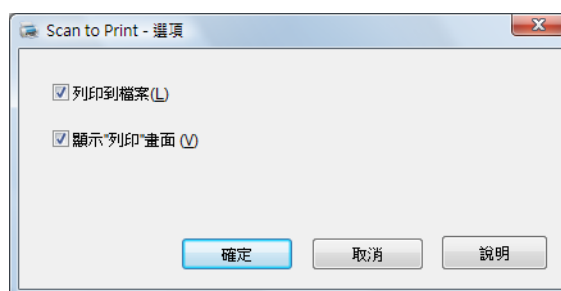 Scan to Print - 選項
列印到檔案(L)
顯示"列印"畫面 (V)
確定 取消 說明